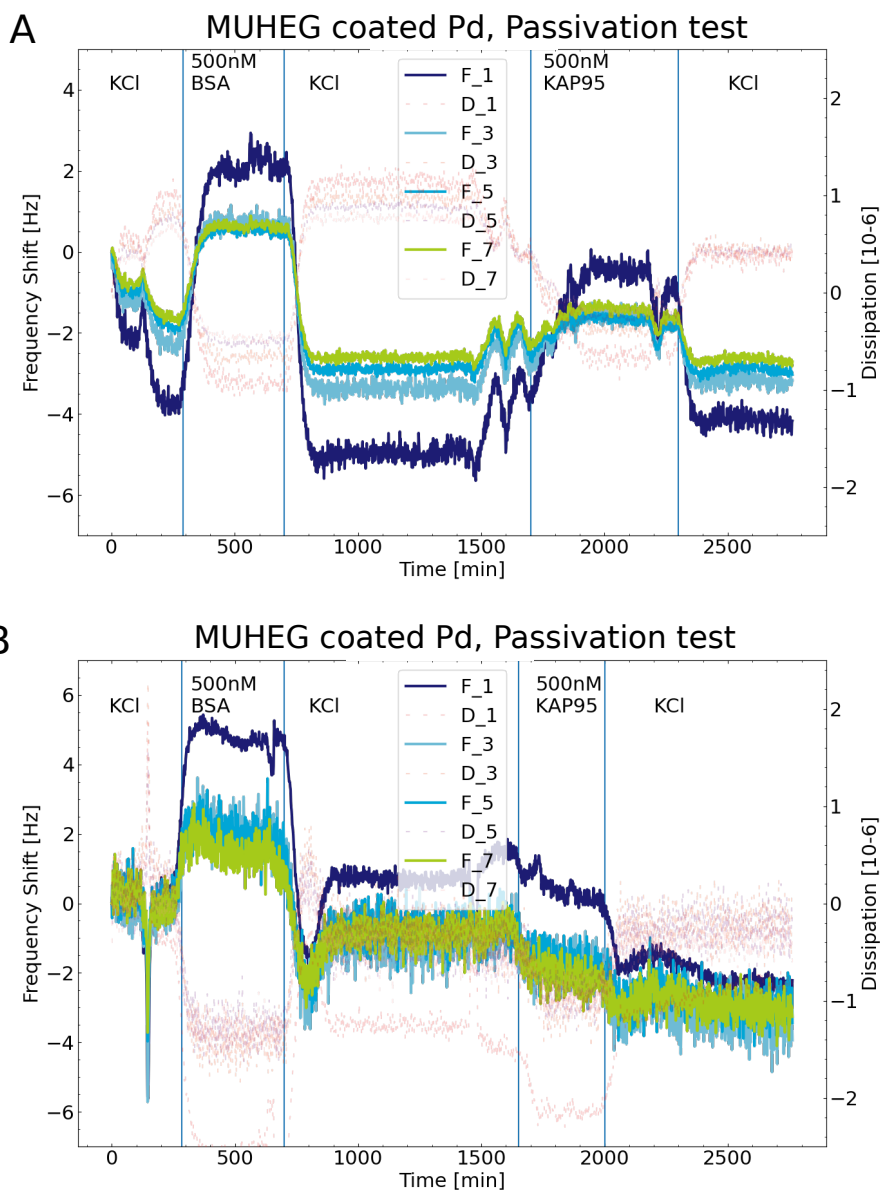 A
MUHEG coated Pd, Passivation test
KCl
500nM
BSA
KCl
500nM
KAP95
KCl
F_1
D_1
F_3
D_3
F_5
D_5
F_7
D_7
4
2
0
−2
−4
−6
Frequency Shift [Hz]
2
1
0
−1
−2
Dissipation [10-6]
0
500
1000
1500
2000
2500
Time [min]
B
MUHEG coated Pd, Passivation test
KCl
500nM
BSA
KCl
500nM
KAP95
KCl
F_1
D_1
F_3
D_3
F_5
D_5
F_7
D_7
6
4
2
0
−2
−4
−6
Frequency Shift [Hz]
2
1
0
−1
−2
Dissipation [10-6]
0
500
1000
1500
2000
2500
Time [min]